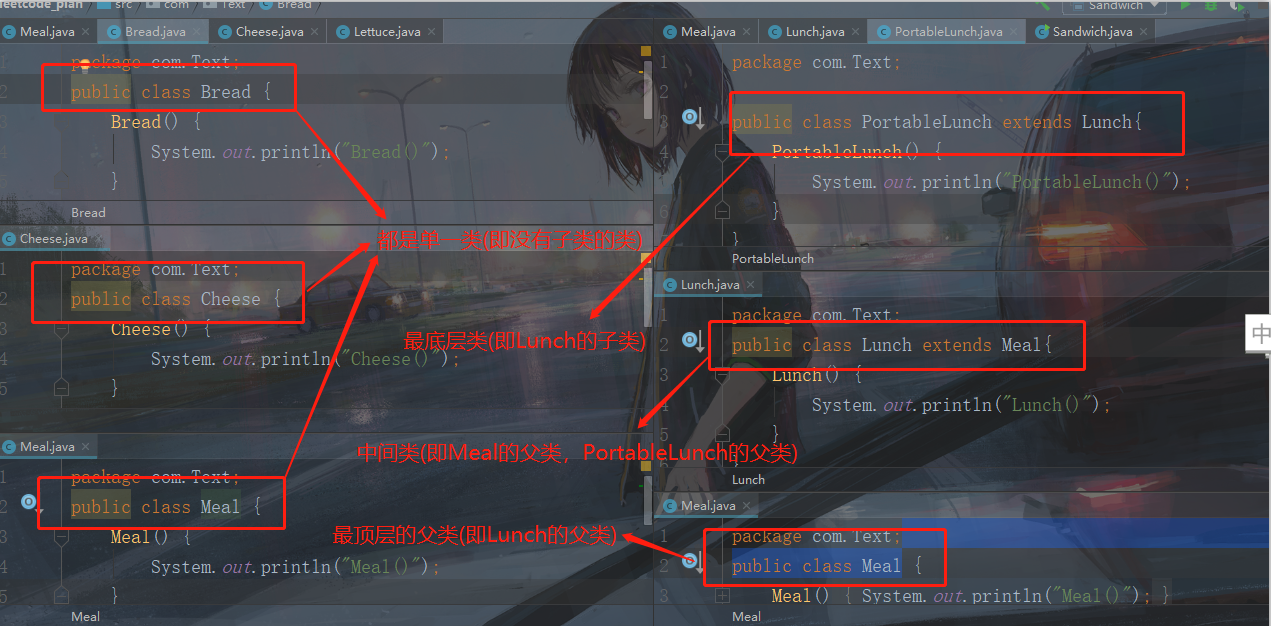 leetcode_plan src com Text Bread
Sandwich
Meal.java Bread.java Cheese.java Lettuce.java
1 package com.Text;
2 public class Bread {
3 Bread() {
4 System.out.println("Bread()");
}
Bread
Cheese.java
1 package com.Text;
2 public class Cheese {
3 Cheese() {
4 System.out.println("Cheese()");
5 }
Meal.java
1 package com.Text;
2 public class Meal {
3 Meal() {
4 System.out.println("Meal()");
5 }
Meal
Meal.java Lunch.java PortableLunch.java Sandwich.java
1 package com.Text;
2
3 public class PortableLunch extends Lunch{
4 PortableLunch() {
5 System.out.println("PortableLunch()");
6 }
7 }
PortableLunch
Lunch.java
1 package com.Text;
2 public class Lunch extends Meal{
3 Lunch() {
4 System.out.println("Lunch()");
5 }
}
Lunch
Meal.java
1 package com.Text;
2 public class Meal {
3 Meal() { System.out.println("Meal()"); }
Meal
都是单 类(即没有子类的类)
最底层类(即Lunch的子类)
中间类(即Meal的父类，PortableLunch的父类)
最顶层的父类(即Lunch的父类)
中